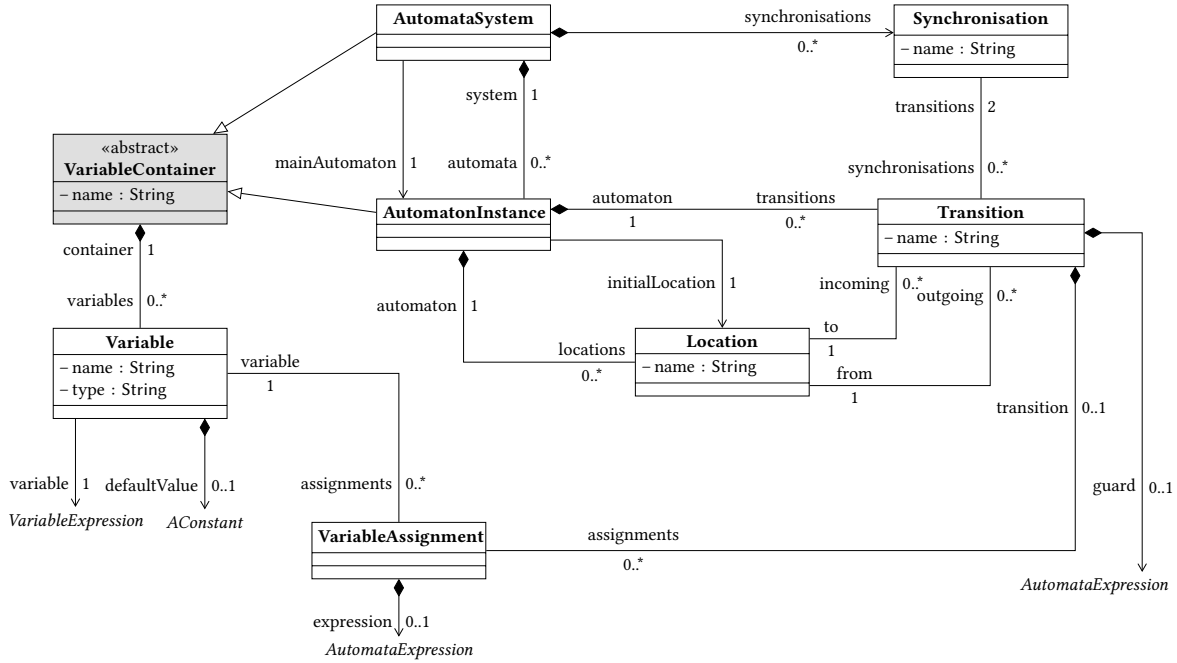 AutomataSystem
synchronisations
0..*
Synchronisation
– name : String
system
1
transitions
2
«abstract»
VariableContainer
– name : String
mainAutomaton
1
automata
0..*
synchronisations
0..*
AutomatonInstance
automaton
1
transitions
0..*
Transition
– name : String
container
1
variables
0..*
automaton
1
initialLocation
1
incoming
0..*
outgoing
0..*
Variable
– name : String
– type : String
variable
1
locations
0..*
Location
– name : String
to
1
from
1
transition
0..1
variable
1
defaultValue
0..1
assignments
0..*
guard
0..1
VariableExpression
AConstant
VariableAssignment
assignments
0..*
AutomataExpression
expression
0..1
AutomataExpression